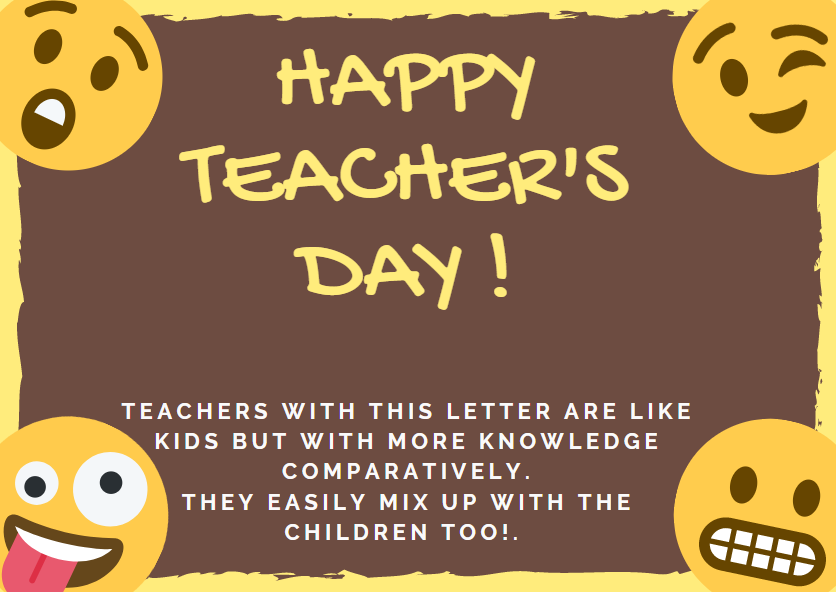 HAPPY
TEACHER'S
DAY !
TEACHERS WITH THIS LETTER ARE LIKE
KIDS BUT WITH MORE KNOWLEDGE
COMPARATIVELY.
THEY EASILY MIX UP WITH THE
CHILDREN TOO!.